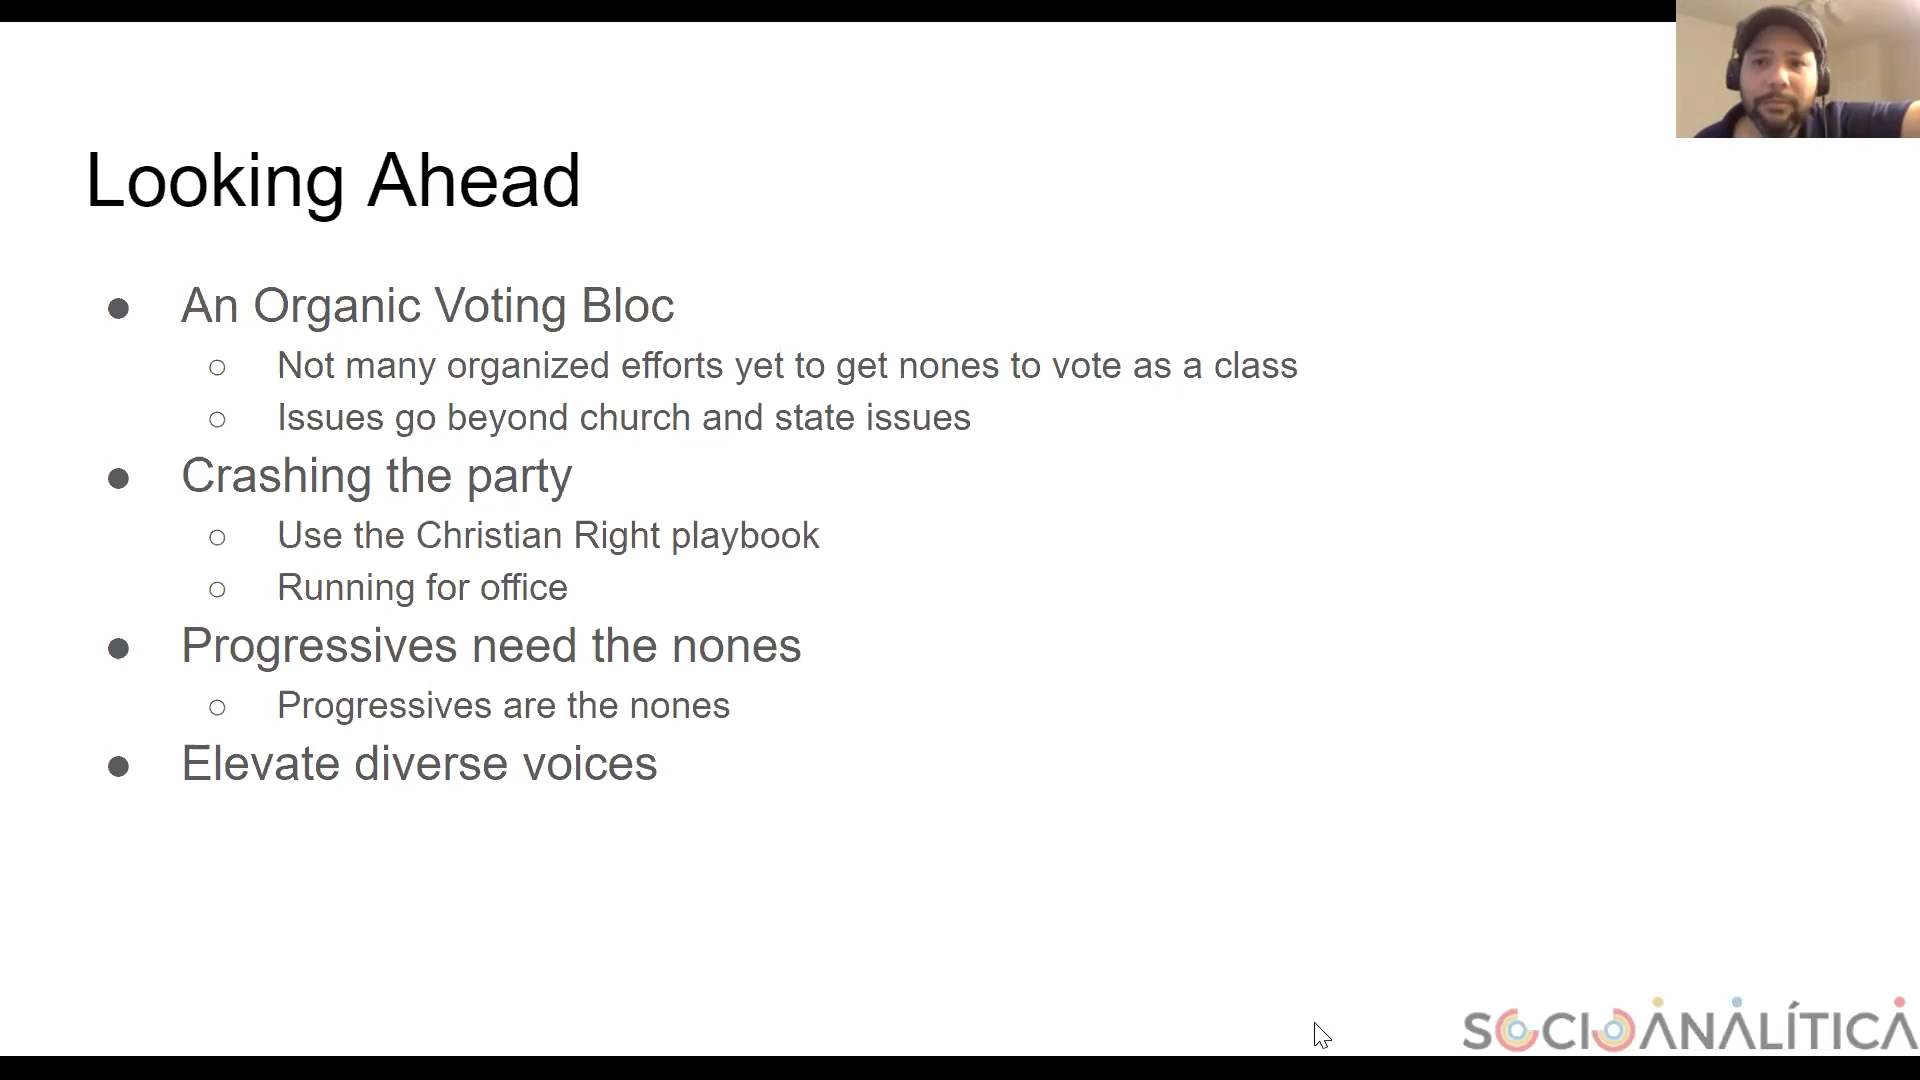 Looking Ahead
● An Organic Voting Bloc
○ Not many organized efforts yet to get nones to vote as a class
○ Issues go beyond church and state issues
● Crashing the party
○ Use the Christian Right playbook
○ Running for office
● Progressives need the nones
○ Progressives are the nones
● Elevate diverse voices
SOCIOANALÍTICA